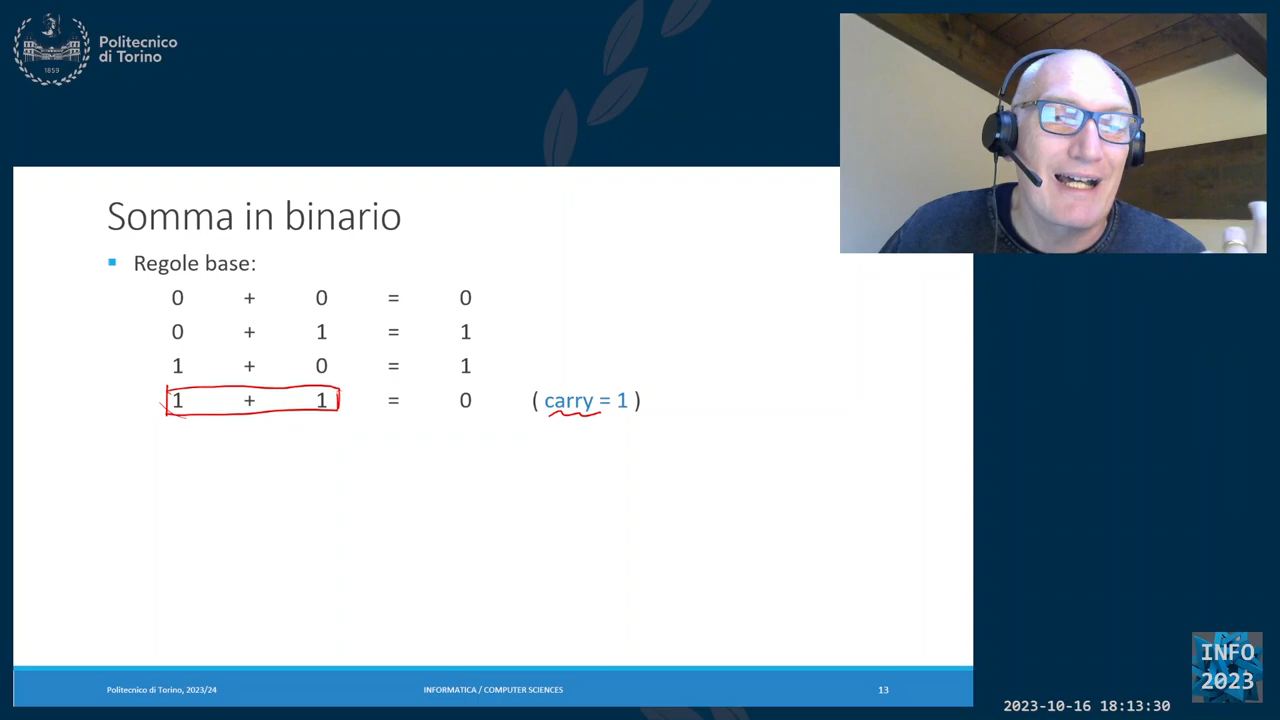 Politecnico
di Torino
1859
Somma in binario
Regole base:
0 + 0 = 0
0 + 1 = 1
1 + 0 = 1
1 + 1 = 0 ( carry = 1 )
Politecnico di Torino, 2023/24 INFORMATICA / COMPUTER SCIENCES 13
INFO
2023
2023-10-16 18:13:30